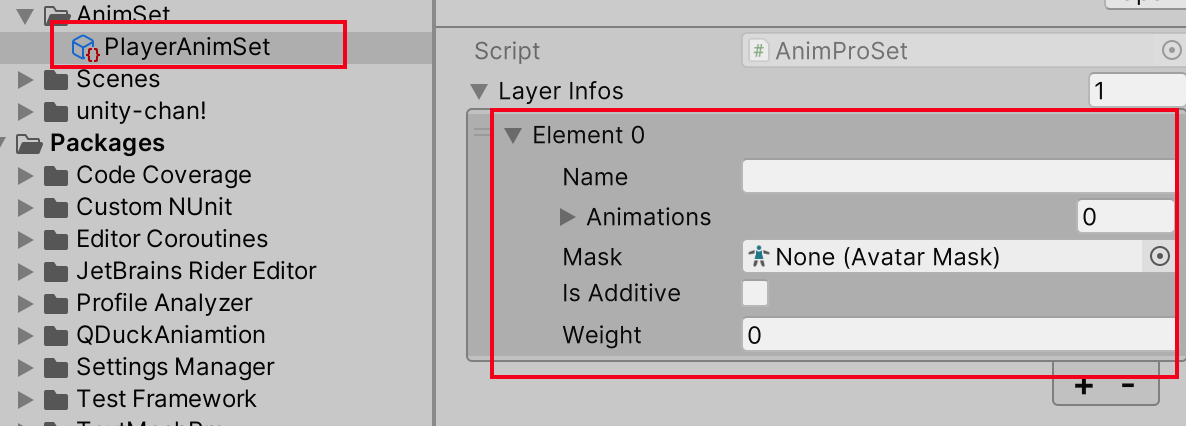 AnimSet
PlayerAnimSet
Scenes
unity-chan!
Packages
Code Coverage
Custom NUnit
Editor Coroutines
JetBrains Rider Editor
Profile Analyzer
QDuckAniamtion
Settings Manager
Test Framework
Script
# AnimProSet
Layer Infos
1
Element 0
Name
Animations
0
Mask
None (Avatar Mask)
Is Additive
Weight
0
+ -